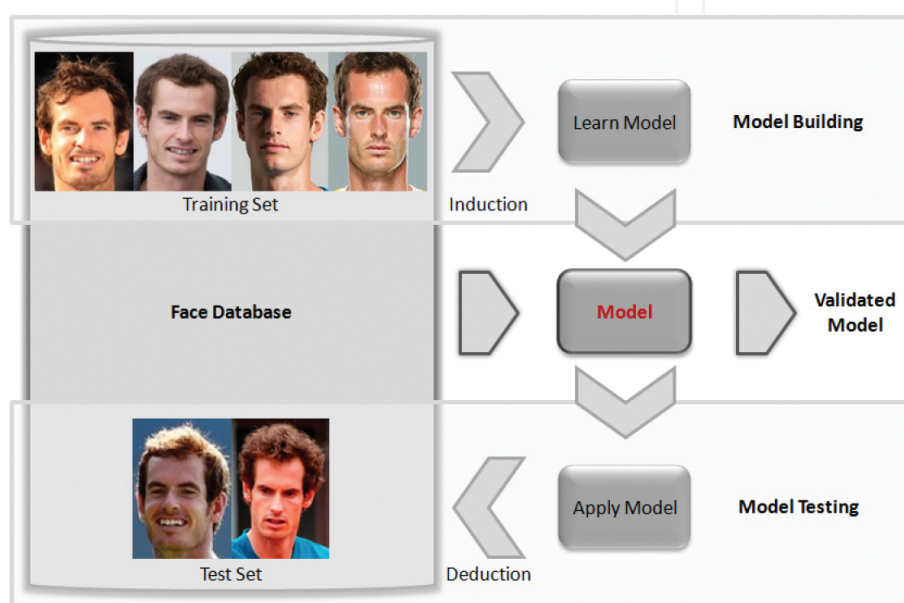 Learn Model
Model Building
Training Set
Induction
Face Database
Model
Validated
Model
Apply Model
Model Testing
Test Set
Deduction